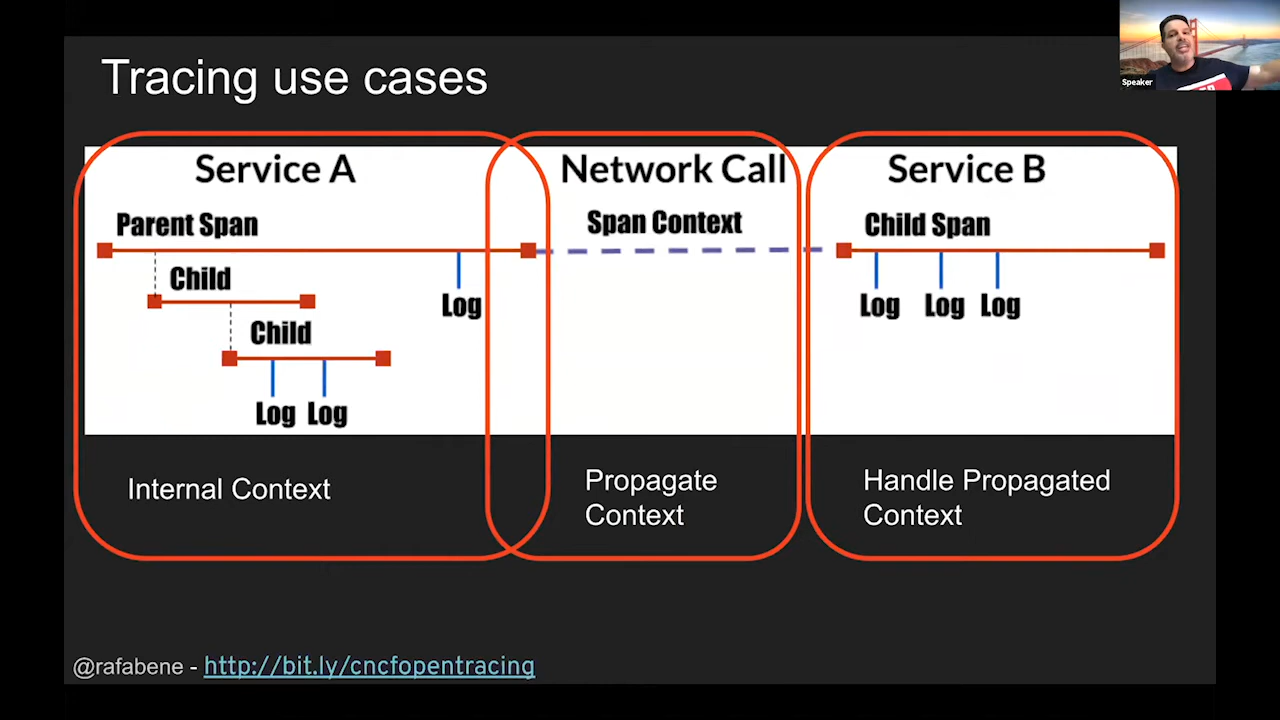 Speaker
Tracing use cases
Service A
Network Call
Service B
Parent Span
Span Context
Child Span
Child
Log
Log Log Log
Child
Log Log
Internal Context
Propagate
Context
Handle Propagated
Context
@rafabene - http://bit.ly/cncfopentracing